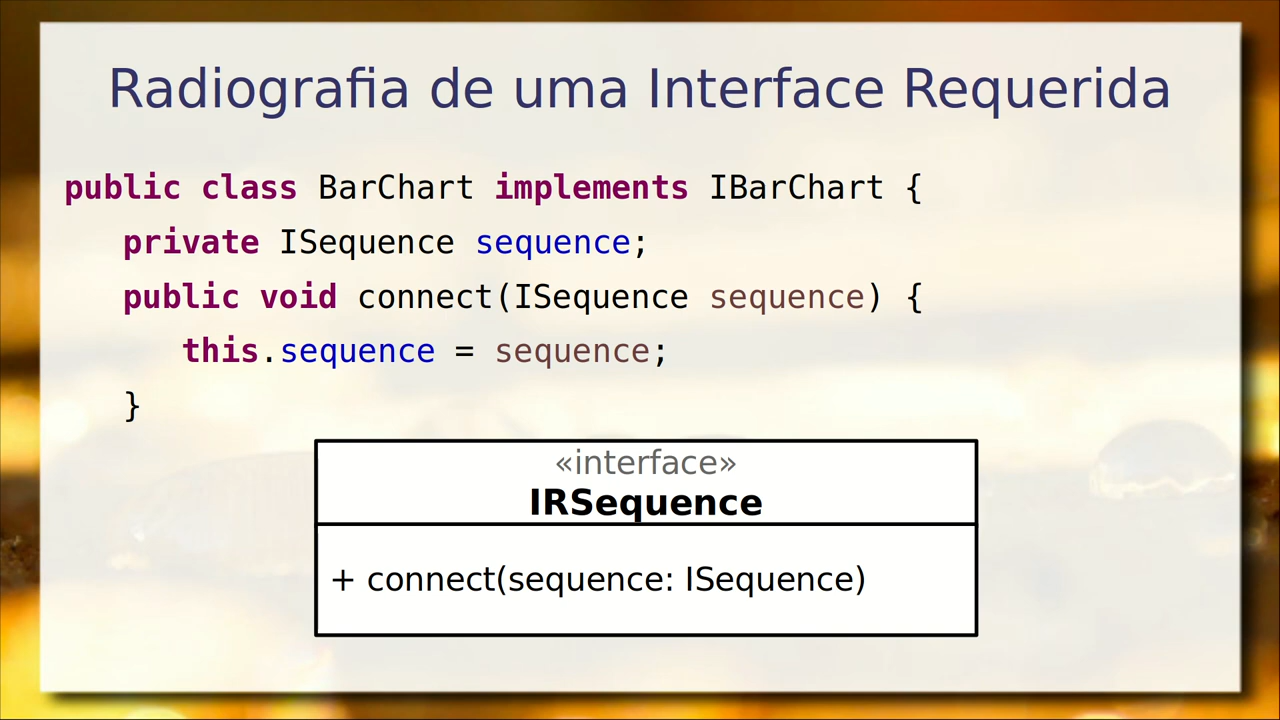 Radiografia de uma Interface Requerida
public class BarChart implements IBarChart {
private ISequence sequence;
public void connect(ISequence sequence) {
this.sequence = sequence;
}
«interface»
IRSequence
+ connect(sequence: ISequence)